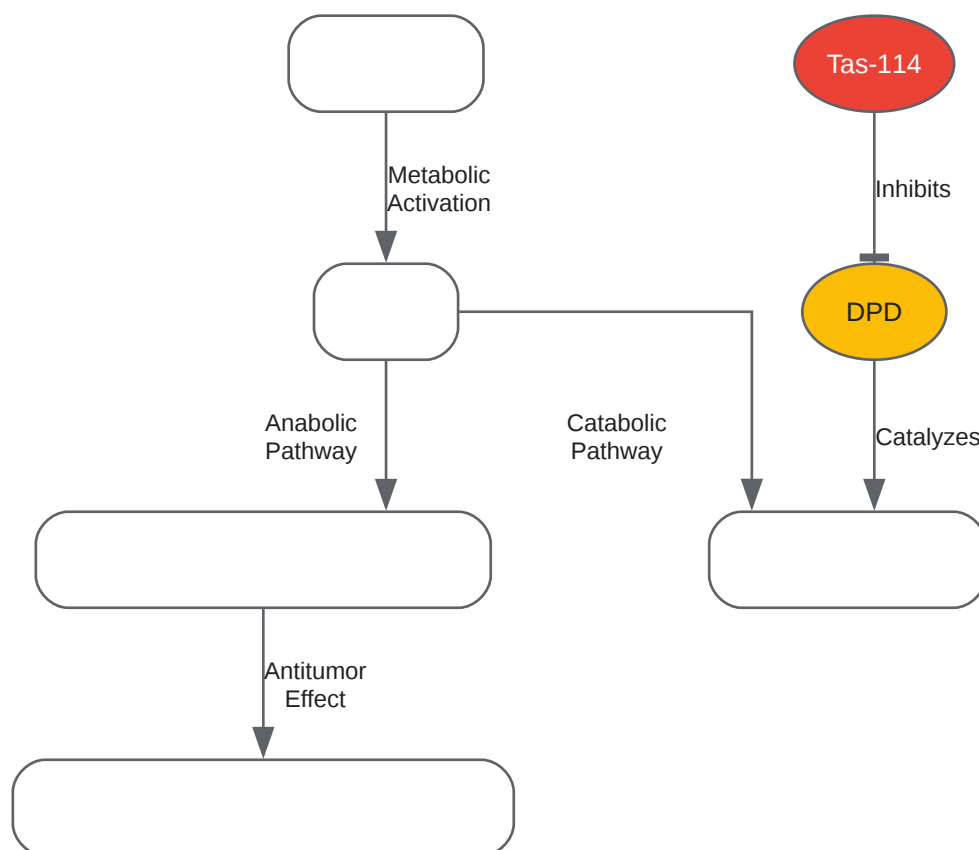 Tas-114
Metabolic
Activation
Inhibits
DPD
Anabolic
Pathway
Catabolic
Pathway
Catalyzes
Antitumor
Effect